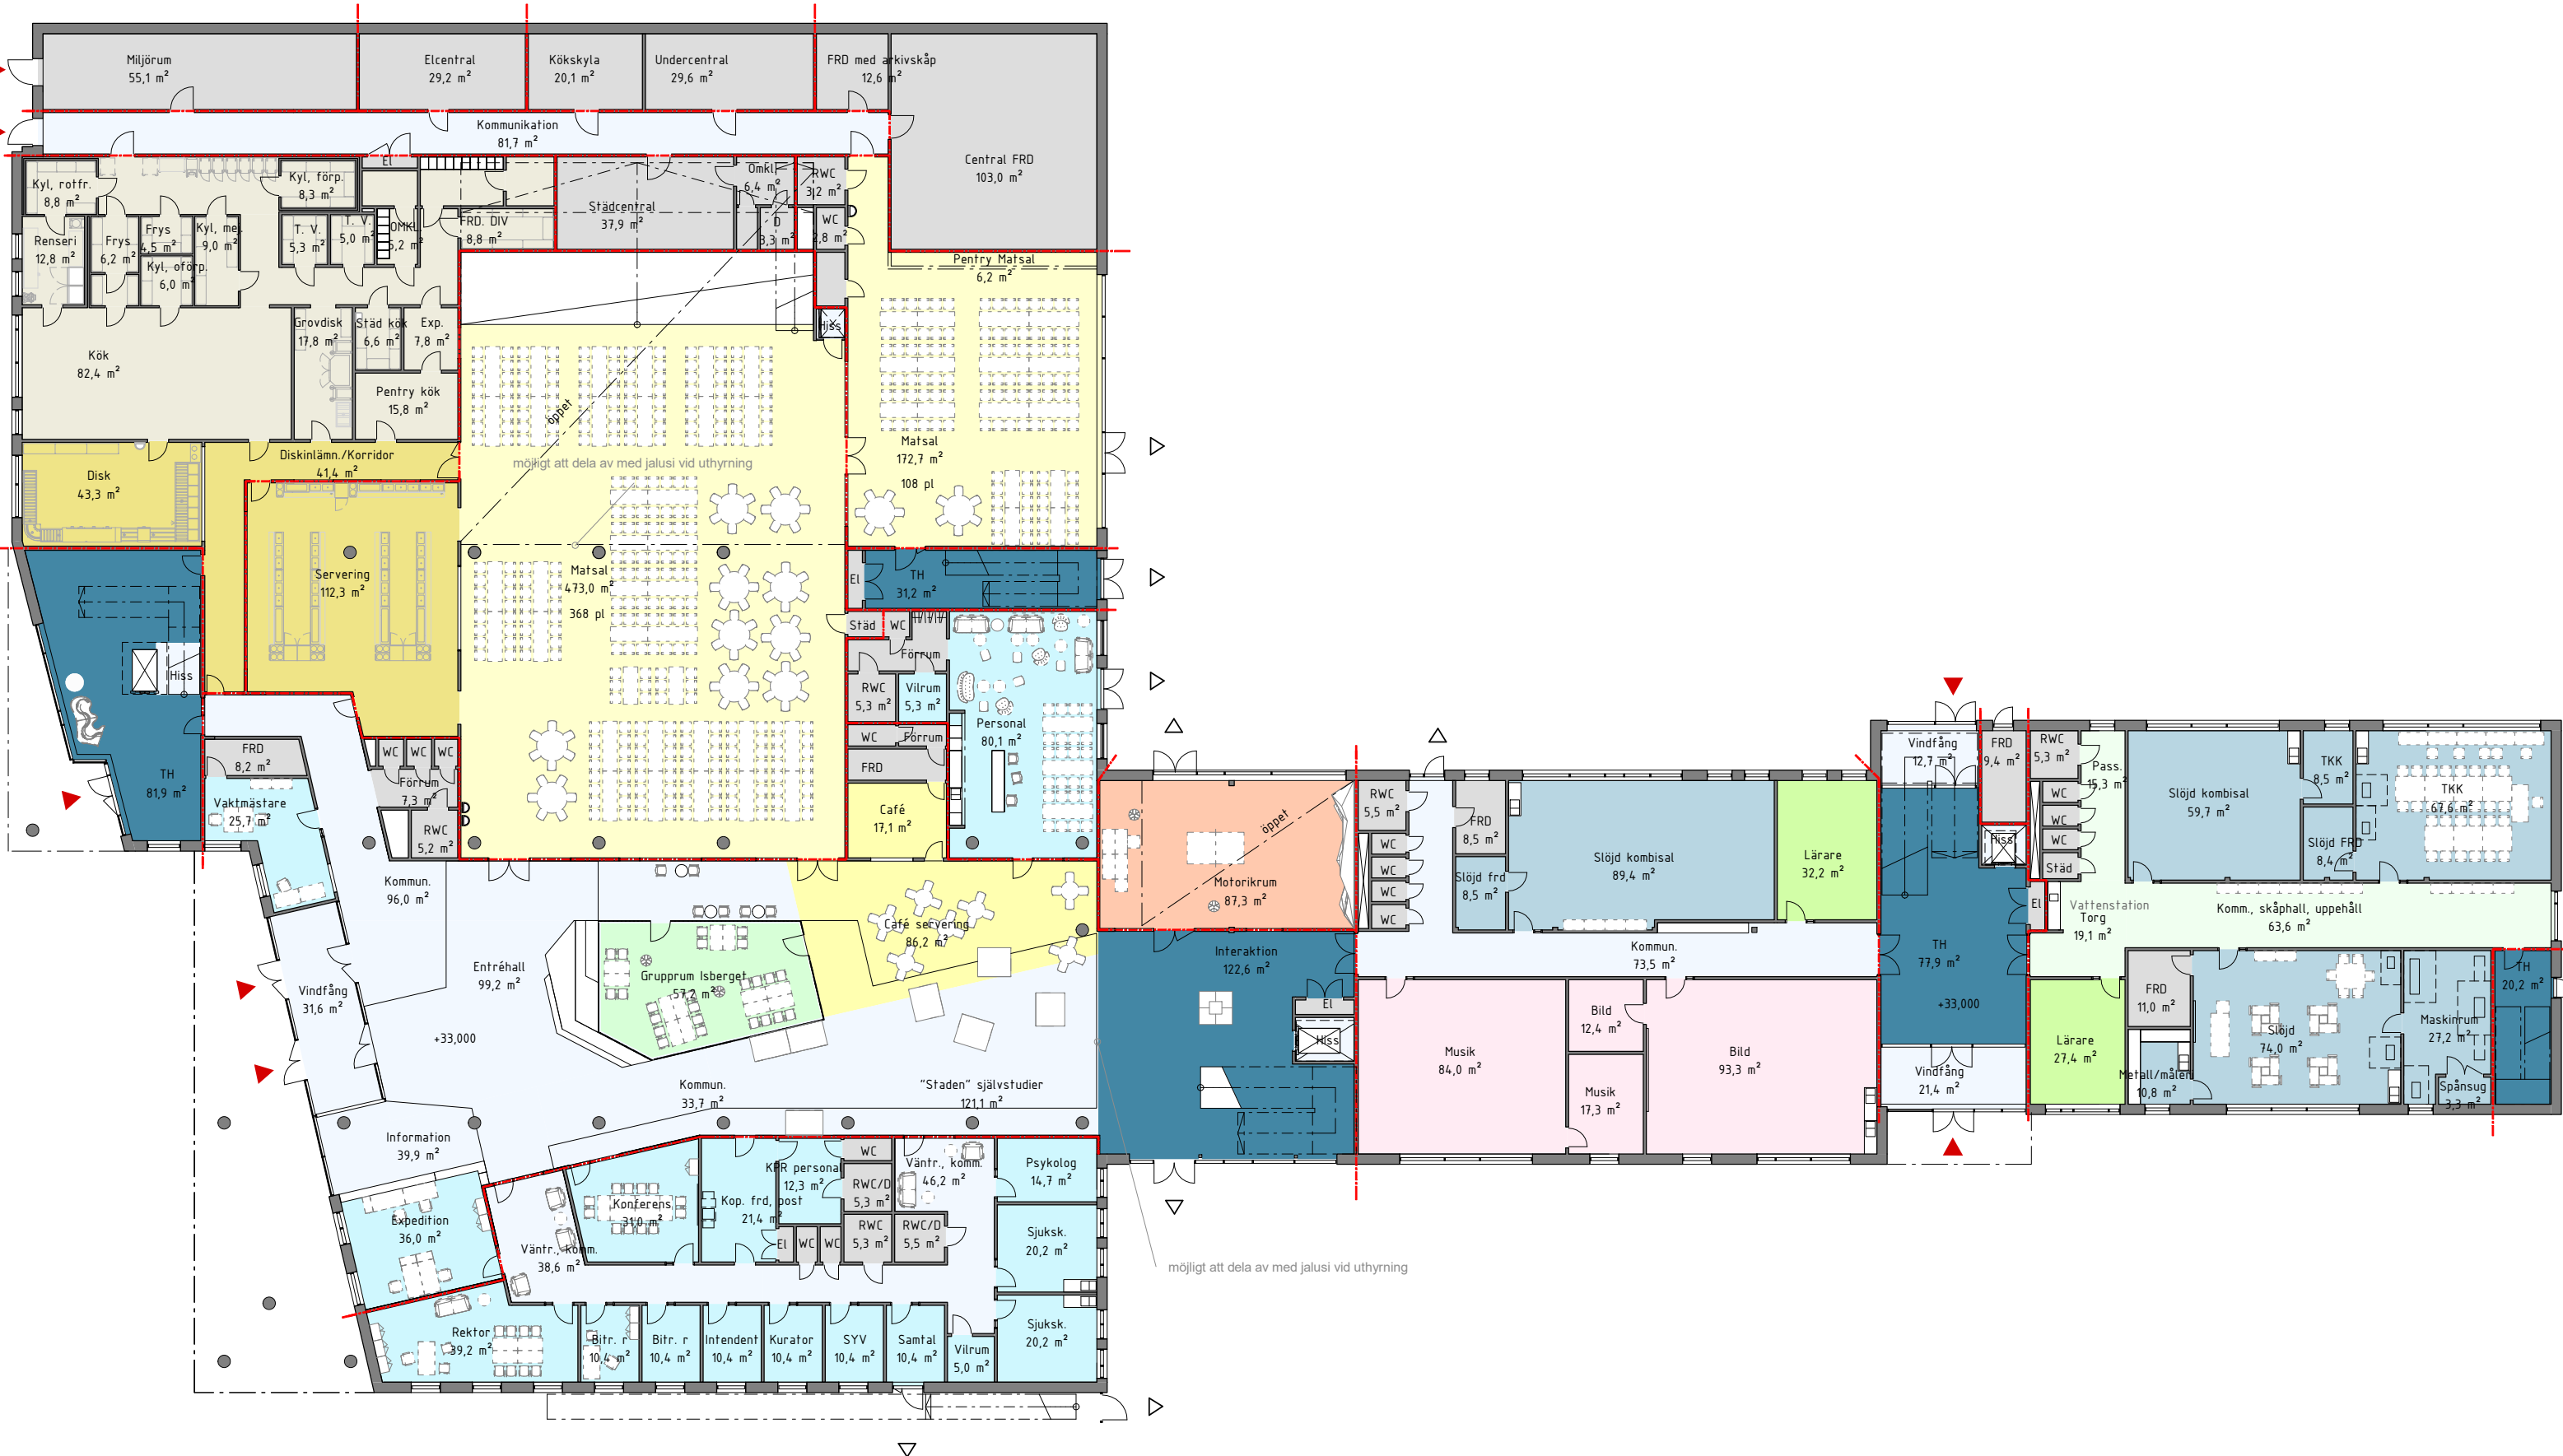 Miljörum
55,1 m²
Elcentral
29,2 m²
Kökskyla
20,1 m²
Undercentral
29,6 m²
FRD med arkivskåp
12,6 m²
Kommunikation
81,7 m²
Central FRD
103,0 m²
Kyl, rotfr.
8,8 m²
Kyl, förp.
8,3 m²
El
Städcentral
37,9 m²
Omkl.
6,4 m²
RWC
3,2 m²
Renseri
12,8 m²
Frys
6,2 m²
Frys
4,5 m²
Kyl, mej.
9,0 m²
Kyl, oförp.
6,0 m²
T. V.
5,3 m²
T. V.
5,0 m²
OMKL.
5,2 m²
FRD. DIV
8,8 m²
D
3,3 m²
WC
2,8 m²
D
Pentry Matsal
6,2 m²
Hiss
Kök
82,4 m²
Grovdisk
17,8 m²
Städ kök
6,6 m²
Exp.
7,8 m²
Pentry kök
15,8 m²
öppet
möjligt att dela av med jalusi vid uthyrning
Matsal
172,7 m²
108 pl
Disk
43,3 m²
Diskinlämn./Korridor
41,4 m²
Servering
112,3 m²
Matsal
473,0 m²
368 pl
El
TH
31,2 m²
Städ
WC
Förrum
RWC
5,3 m²
Vilrum
5,3 m²
WC
Förrum
FRD
Personal
80,1 m²
Café
17,1 m²
Hiss
TH
81,9 m²
FRD
8,2 m²
Vaktmästare
25,7 m²
WC
WC
WC
Förrum
7,3 m²
RWC
5,2 m²
D
D
Kommun.
96,0 m²
Entréhall
99,2 m²
Vindfång
31,6 m²
+33,000
Grupprum Isberget
57,2 m²
Café servering
86,2 m²
Kommun.
33,7 m²
"Staden" självstudier
121,1 m²
Information
39,9 m²
Motorikrum
87,3 m²
öppet
Interaktion
122,6 m²
El
Hiss
RWC
5,5 m²
WC
WC
WC
WC
FRD
8,5 m²
Slöjd frd
8,5 m²
Slöjd kombisal
89,4 m²
Lärare
32,2 m²
Kommun.
73,5 m²
Musik
84,0 m²
Bild
12,4 m²
Musik
17,3 m²
Bild
93,3 m²
Vindfång
12,7 m²
FRD
9,4 m²
Hiss
TH
77,9 m²
+33,000
Vindfång
21,4 m²
RWC
5,3 m²
WC
WC
WC
Städ
El
Pass.
15,3 m²
Slöjd kombisal
59,7 m²
TKK
8,5 m²
Slöjd FRD
8,4 m²
TKK
67,6 m²
Vattenstation
Torg
19,1 m²
Komm., skåphall, uppehåll
63,6 m²
Lärare
27,4 m²
FRD
11,0 m²
Metall/måleri
10,8 m²
Slöjd
74,0 m²
Maskinrum
27,2 m²
Spånsug
3,3 m²
TH
20,2 m²
Expedition
36,0 m²
Rektor
39,2 m²
Väntr., komm.
38,6 m²
Konferens
31,0 m²
Kop. frd, post
21,4 m²
KPR personal
12,3 m²
WC
RWC/D
5,3 m²
RWC
5,3 m²
RWC/D
5,5 m²
El
WC
WC
Väntr., komm.
46,2 m²
Psykolog
14,7 m²
Sjuksk.
20,2 m²
Sjuksk.
20,2 m²
Bitr. r
10,4 m²
Bitr. r
10,4 m²
Intendent
10,4 m²
Kurator
10,4 m²
SYV
10,4 m²
Samtal
10,4 m²
Vilrum
5,0 m²
möjligt att dela av med jalusi vid uthyrning